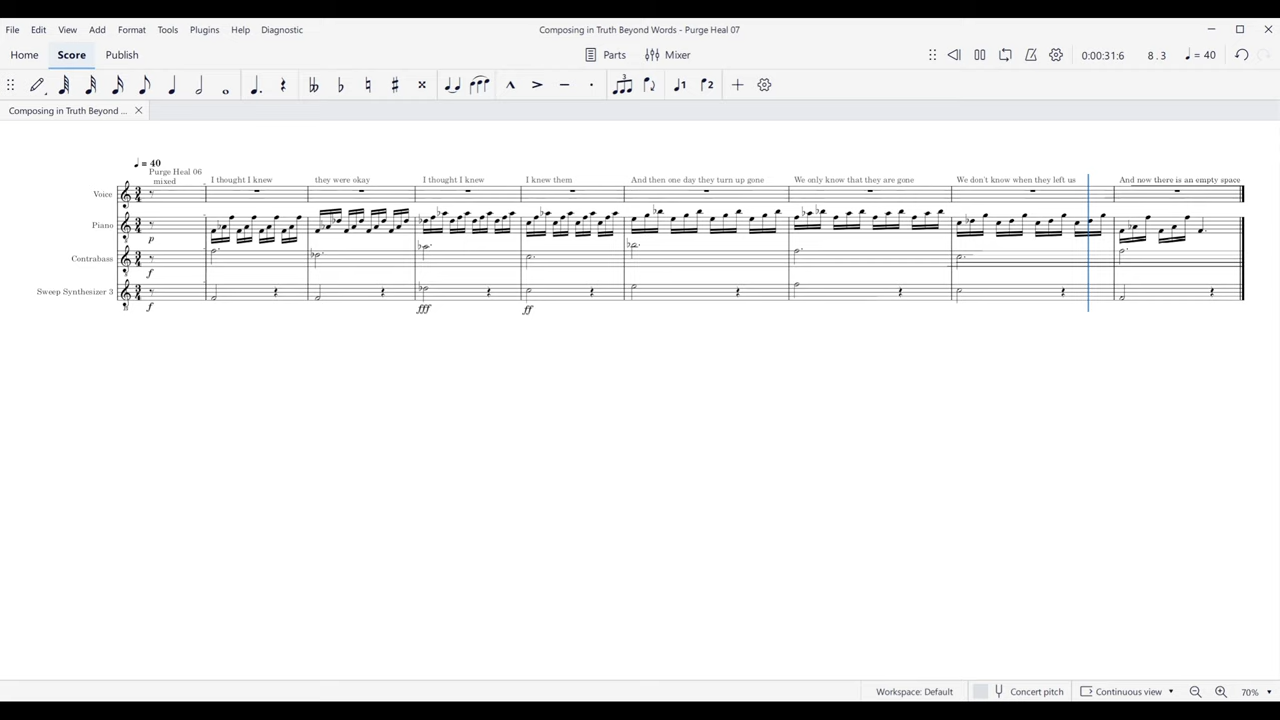 File Edit View Add Format Tools Plugins Help Diagnostic
Composing in Truth Beyond Words - Purge Heal 07
Home Score Publish
Parts Mixer
0:00:31:6 8 . 3 = 40
Composing in Truth Beyond ...
= 40
Purge Heal 06
mixed
I thought I knew they were okay I thought I knew I knew them And then one day they turn up gone We only know that they are gone We don't know when they left us And now there is an empty space
Voice
Piano
p
Contrabass
f
Sweep Synthesizer 3
f fff ff
Workspace: Default Concert pitch Continuous view 70%